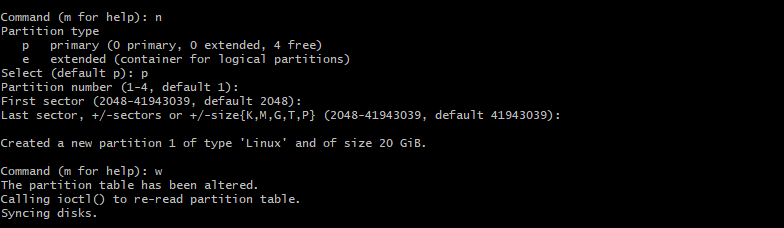 Command (m for help): n
Partition type
   p   primary (0 primary, 0 extended, 4 free)
   e   extended (container for logical partitions)
Select (default p): p
Partition number (1-4, default 1):
First sector (2048-41943039, default 2048):
Last sector, +/-sectors or +/-size{K,M,G,T,P} (2048-41943039, default 41943039):
Created a new partition 1 of type 'Linux' and of size 20 GiB.
Command (m for help): w
The partition table has been altered.
Calling ioctl() to re-read partition table.
Syncing disks.